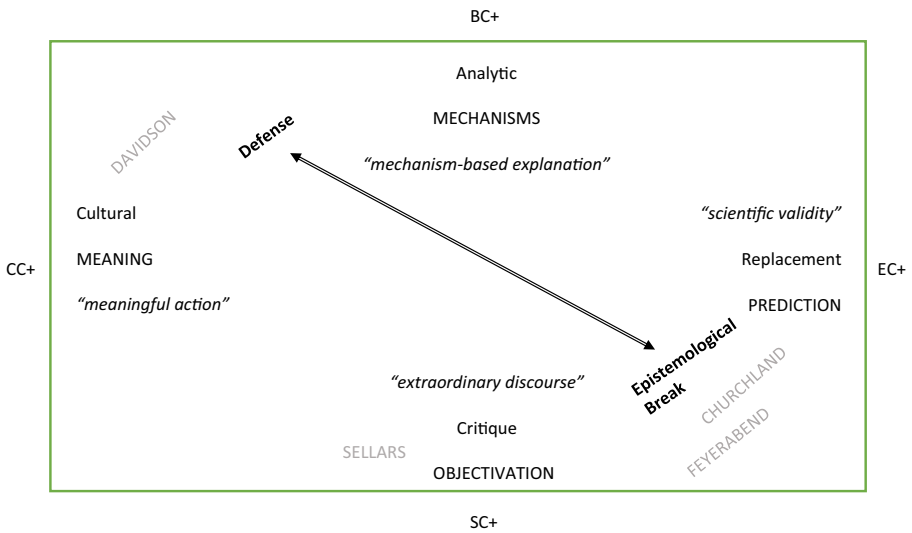 BC+
Analytic
MECHANISMS
“mechanism-based explanation”
DAVIDSON
Defense
Cultural
MEANING
“meaningful action”
CC+
“scientific validity”
Replacement
PREDICTION
EC+
Epistemological
Break
CHURCHLAND
FEYERABEND
“extraordinary discourse”
Critique
SELLARS
OBJECTIVATION
SC+